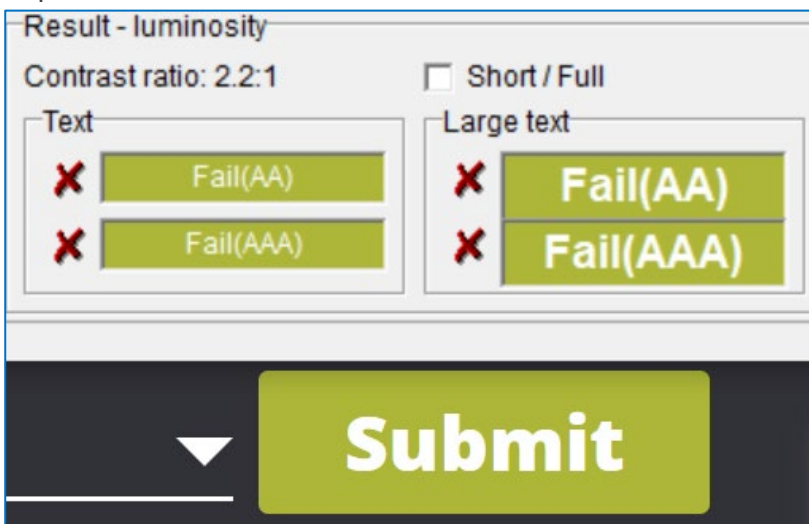 Result - luminosity
Contrast ratio: 2.2:1 Short / Full
Text Large text
Fail(AA) Fail(AA)
Fail(AAA) Fail(AAA)
Submit